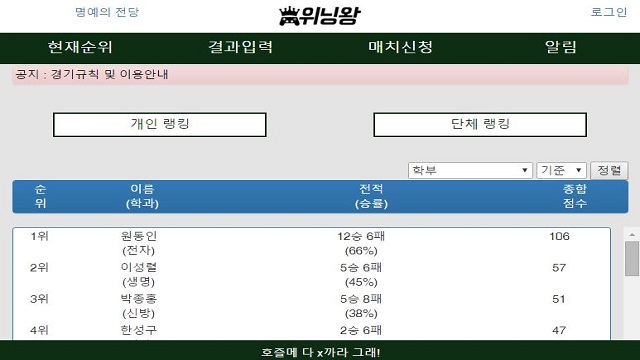 명예의 전당
위닝왕
로그인
현재순위 결과입력 매치신청 알림
공지 : 경기규칙 및 이용안내
개인 랭킹 단체 랭킹
학부 기준 정렬
순위 이름 (학과) 전적 (승률) 종합 점수
1위 원동인 12승 6패 106
(전자) (66%)
2위 이성렬 5승 6패 57
(생명) (45%)
3위 박종홍 5승 8패 51
(신방) (38%)
4위 한성구 2승 6패 47
호즐메 다 x까라 그래!